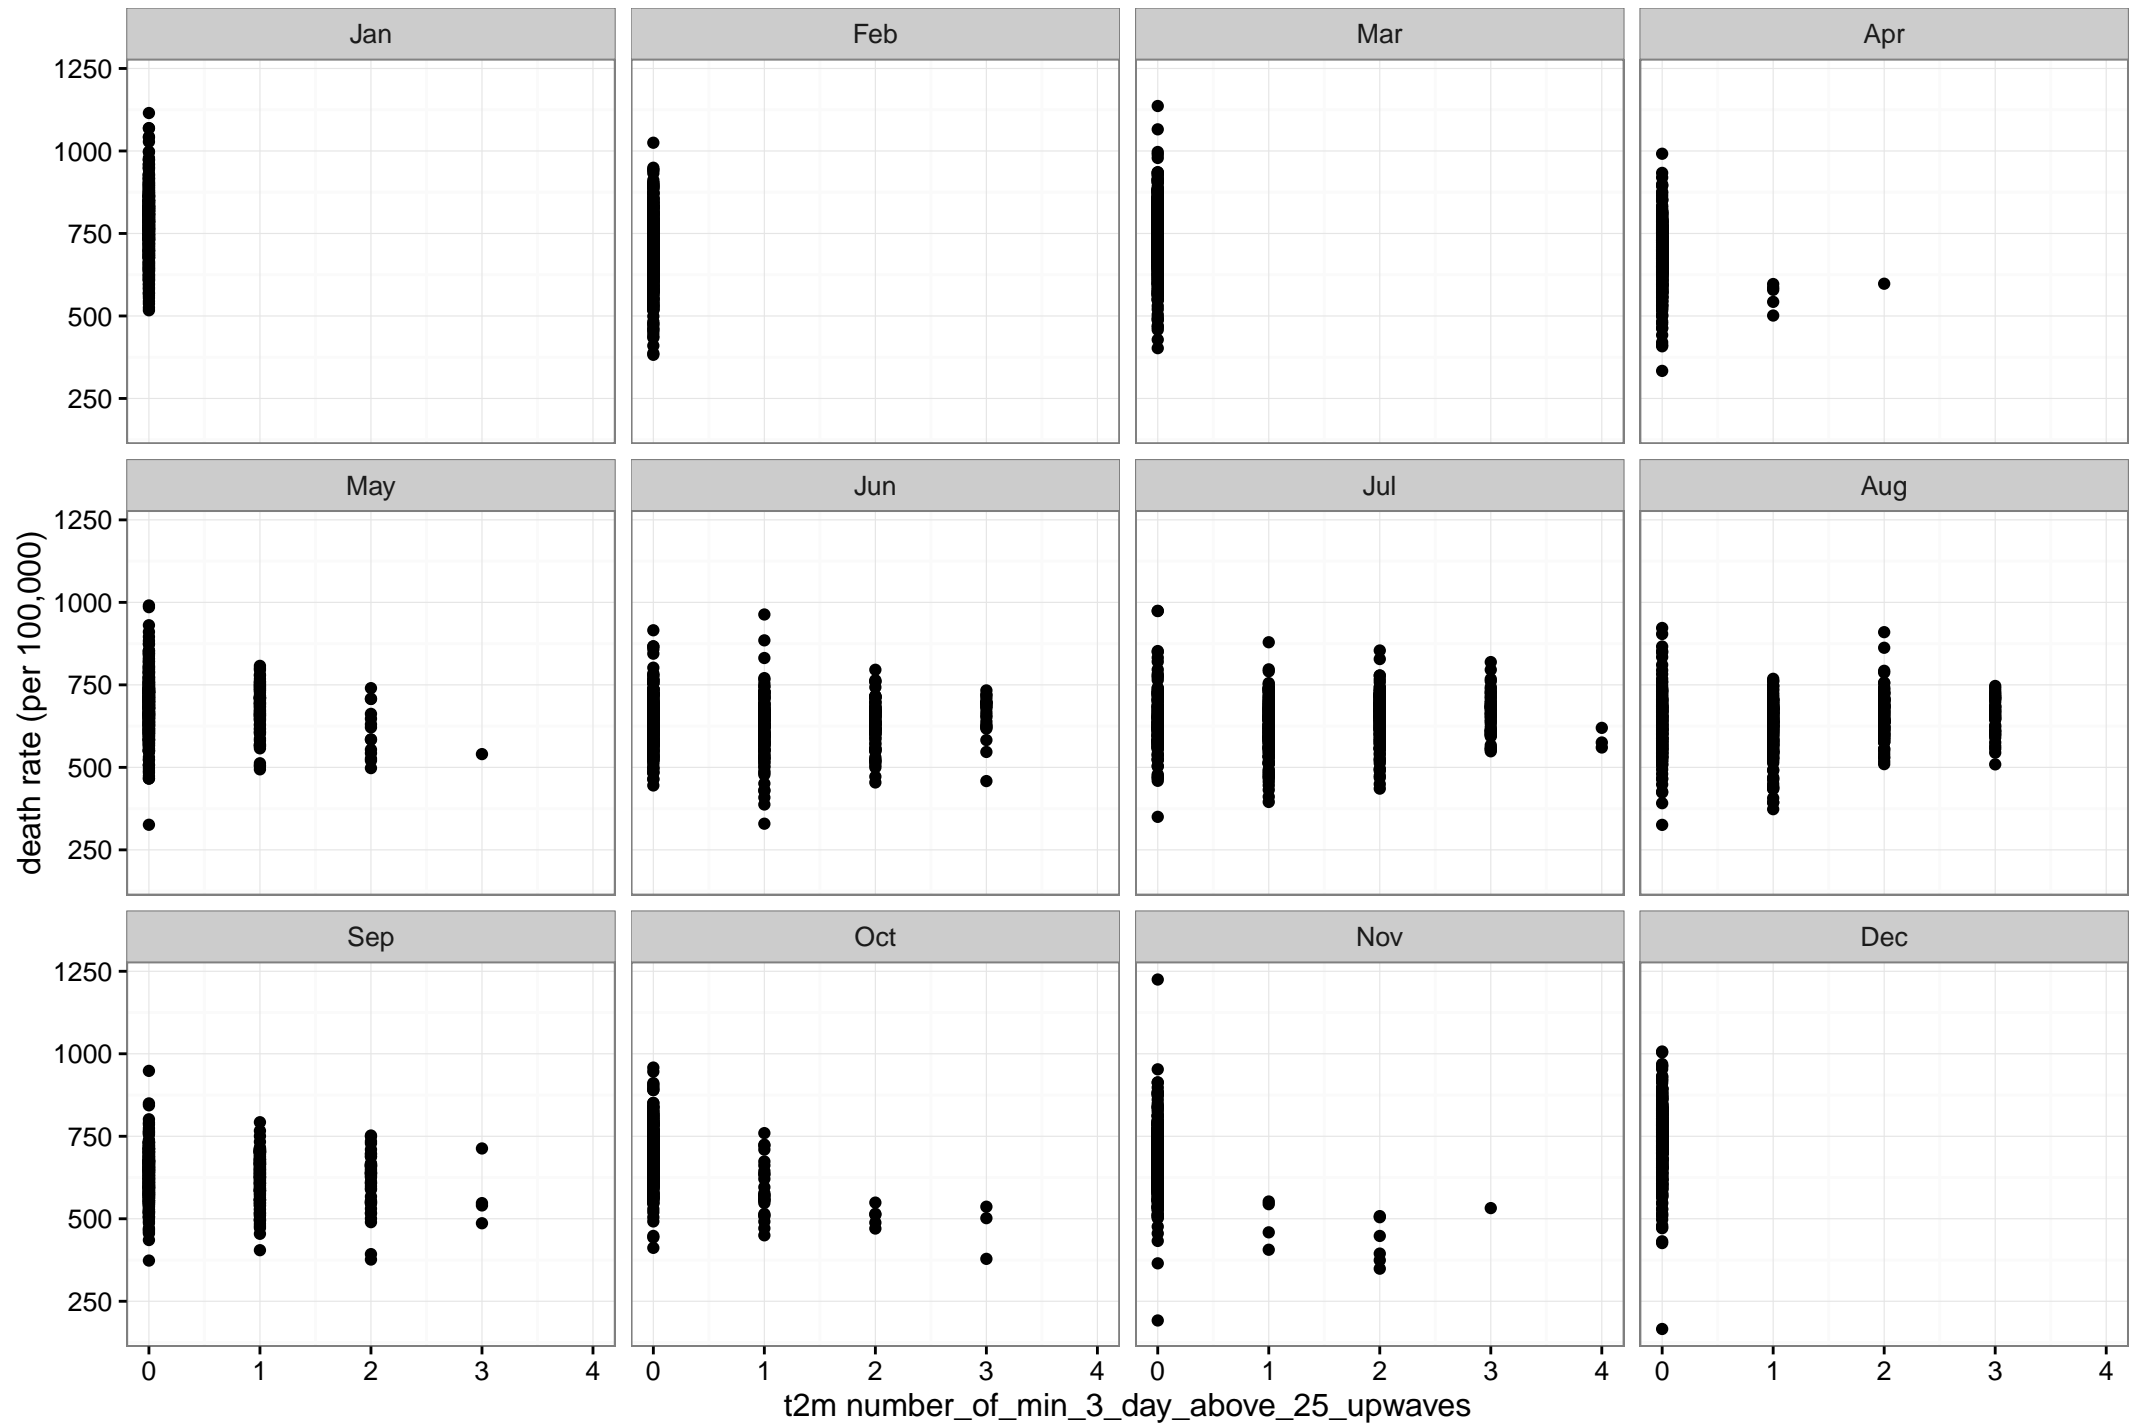 Jan Feb Mar Apr
1250
1000
750
500
250
May Jun Jul Aug
1250
1000
750
500
250
death rate (per 100,000)
Sep Oct Nov Dec
1250
1000
750
500
250
0 1 2 3 4 0 1 2 3 4 0 1 2 3 4 0 1 2 3 4
t2m number_of_min_3_day_above_25_upwaves